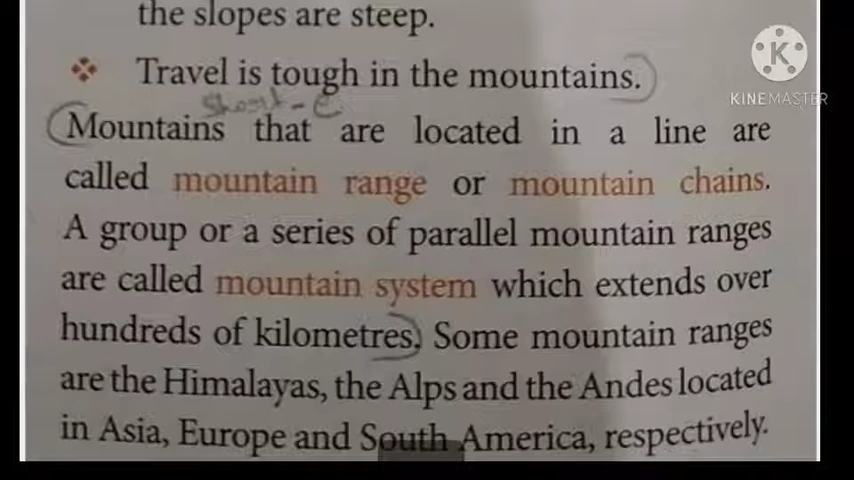 the slopes are steep.
❖ Travel is tough in the mountains.
Short - e
Mountains that are located in a line are
called mountain range or mountain chains.
A group or a series of parallel mountain ranges
are called mountain system which extends over
hundreds of kilometres. Some mountain ranges
are the Himalayas, the Alps and the Andes located
in Asia, Europe and South America, respectively.
K
KINEMASTER